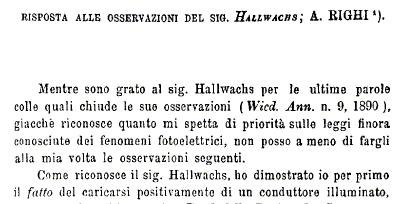 RISPOSTA ALLE OSSERVAZIONI DEL SIG. HALLWACHS; A. RIGHI ¹).
Mentre sono grato al sig. Hallwachs per le ultime parole
colle quali chiude le sue osservazioni (Wied. Ann. n. 9, 1890),
giacchè riconosce quanto mi spetta di priorità sulle leggi finora
conosciute dei fenomeni fotoelettrici, non posso a meno di fargli
alla mia volta le osservazioni seguenti.
Come riconosce il sig. Hallwachs, ho dimostrato io per primo
il fatto del caricarsi positivamente di un conduttore illuminato,